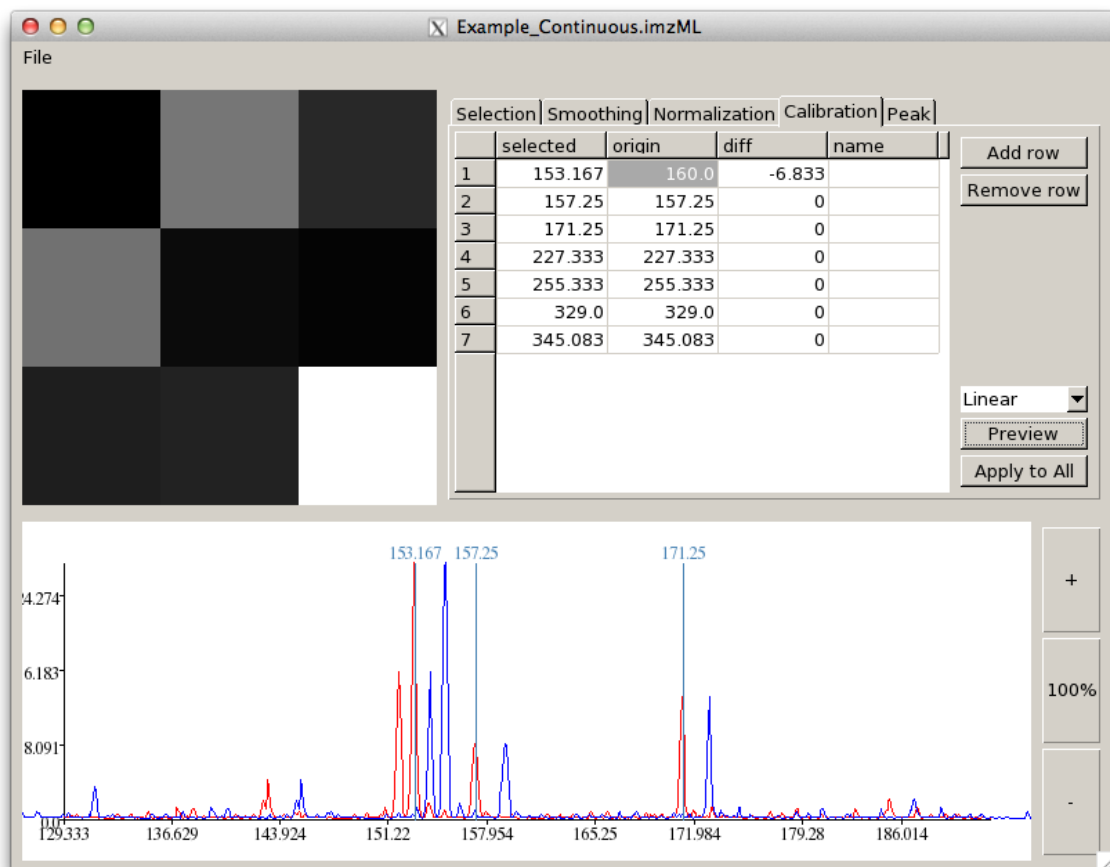 Example_Continuous.imzML
File
Selection Smoothing Normalization Calibration Peak
selected origin diff name
1 153.167 160.0 -6.833
2 157.25 157.25 0
3 171.25 171.25 0
4 227.333 227.333 0
5 255.333 255.333 0
6 329.0 329.0 0
7 345.083 345.083 0
Add row
Remove row
Linear
Preview
Apply to All
153.167 157.25 171.25
4.274
6.183
8.091
0.0
129.333 136.629 143.924 151.22 157.954 165.25 171.984 179.28 186.014
+
100%
-